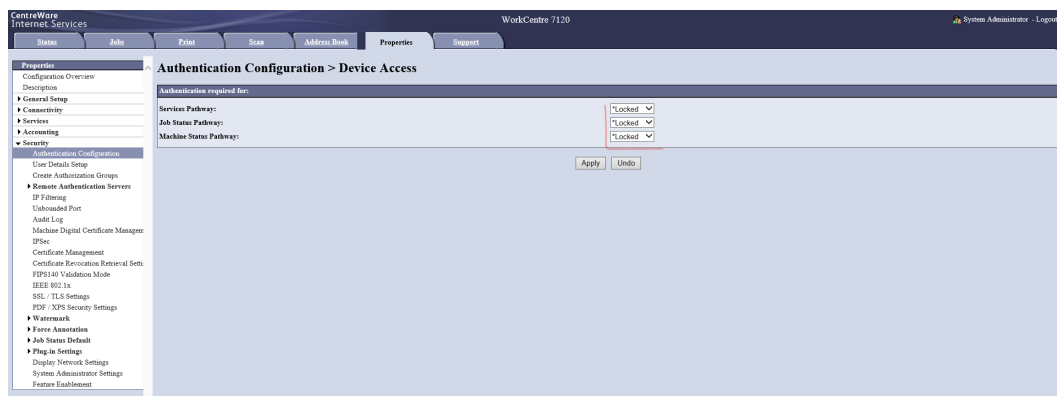 CentreWare
Internet Services
WorkCentre 7120
System Administrator - Logout
Status
Jobs
Print
Scan
Address Book
Properties
Support
Properties
Configuration Overview
Description
General Setup
Connectivity
Services
Accounting
Security
Authentication Configuration
User Details Setup
Create Authorization Groups
Remote Authentication Servers
IP Filtering
Unbounded Port
Audit Log
Machine Digital Certificate Managem
IPSec
Certificate Management
Certificate Revocation Retrieval Setti
FIPS140 Validation Mode
IEEE 802.1x
SSL / TLS Settings
PDF / XPS Security Settings
Watermark
Force Annotation
Job Status Default
Plug-in Settings
Display Network Settings
System Administrator Settings
Feature Enablement
Authentication Configuration > Device Access
Authentication required for:
Services Pathway: *Locked
Job Status Pathway: *Locked
Machine Status Pathway: *Locked
Apply Undo